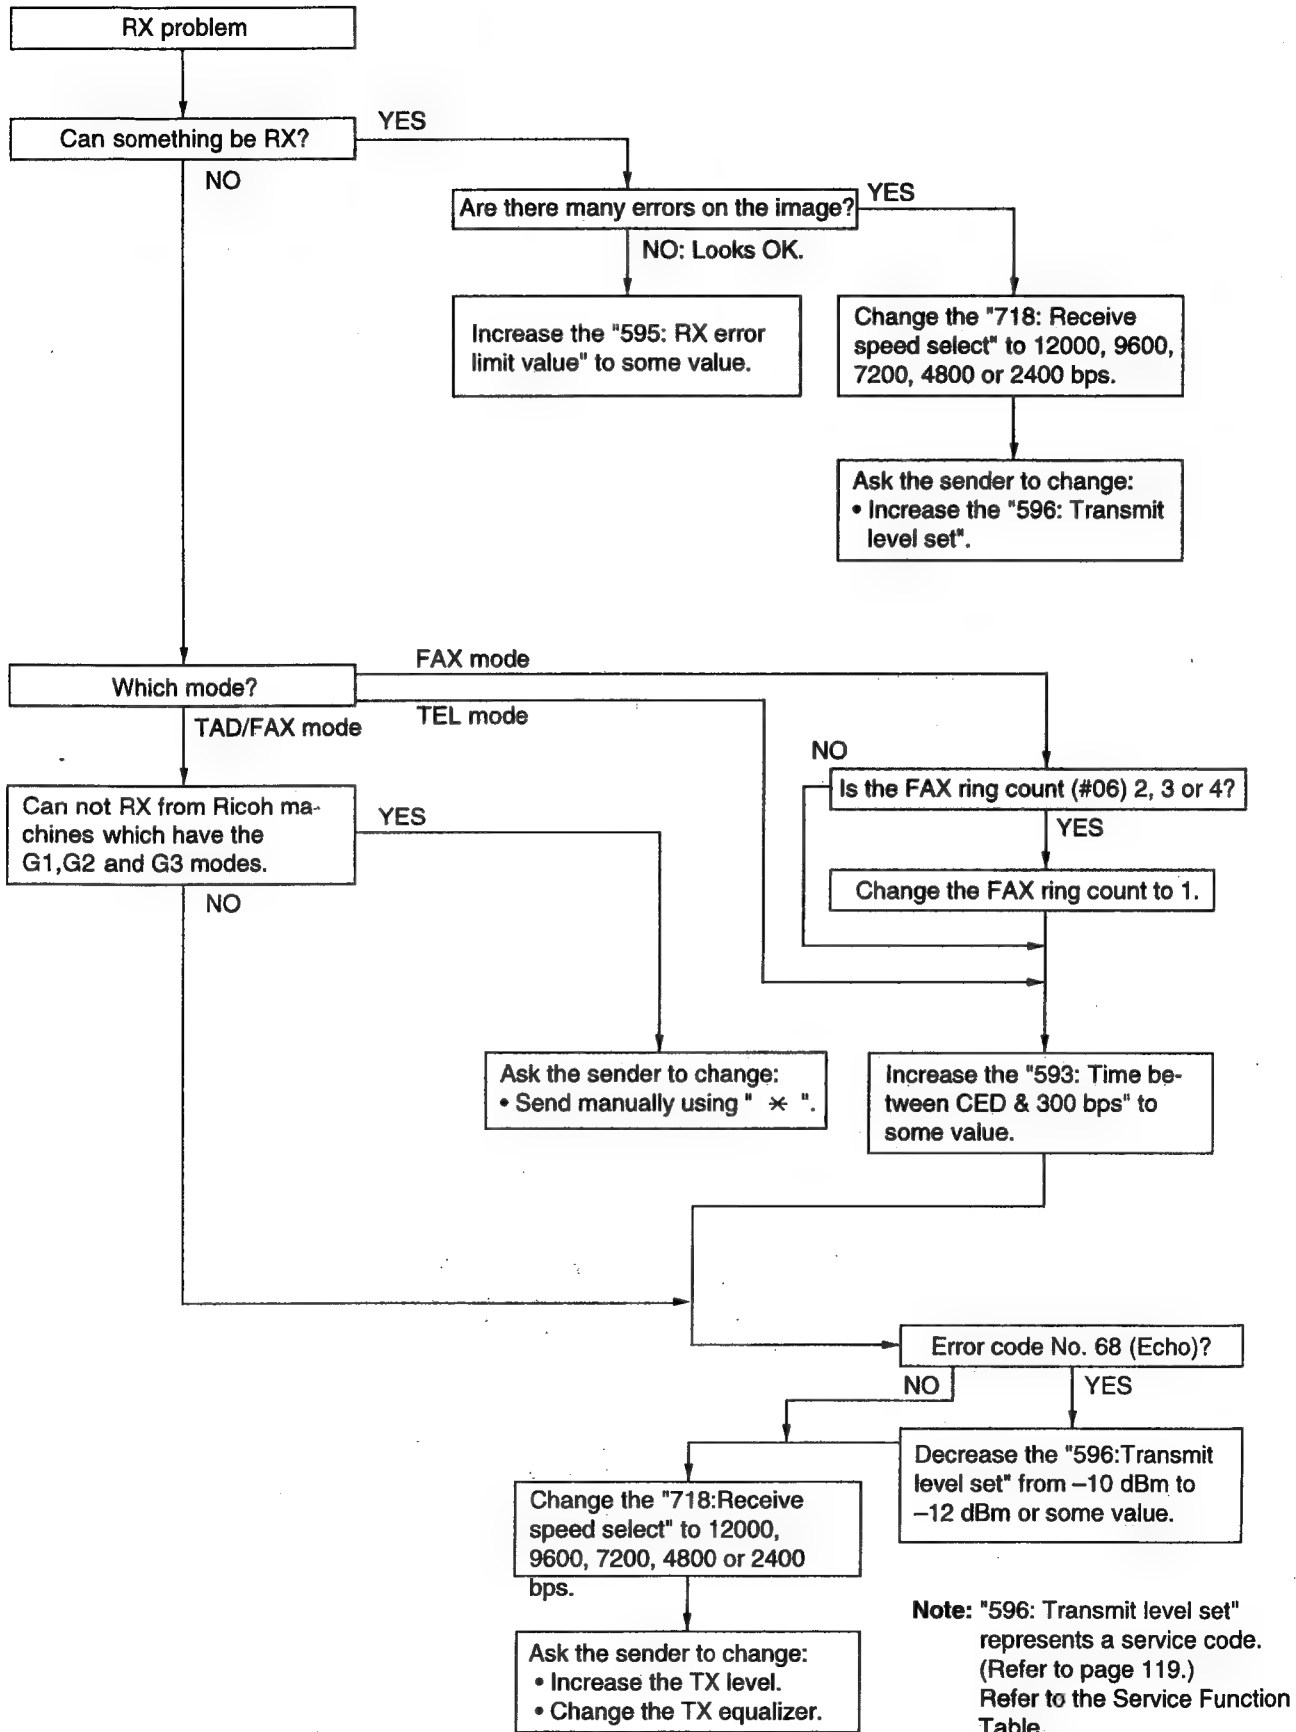 RX problem
Can something be RX?
YES
NO
Are there many errors on the image?
YES
NO: Looks OK.
Increase the "595: RX error
limit value" to some value.
Change the "718: Receive
speed select" to 12000, 9600,
7200, 4800 or 2400 bps.
Ask the sender to change:
• Increase the "596: Transmit
level set".
Which mode?
FAX mode
TEL mode
TAD/FAX mode
NO
Is the FAX ring count (#06) 2, 3 or 4?
YES
Change the FAX ring count to 1.
Can not RX from Ricoh ma-
chines which have the
G1,G2 and G3 modes.
YES
NO
Ask the sender to change:
• Send manually using " * ".
Increase the "593: Time be-
tween CED & 300 bps" to
some value.
Error code No. 68 (Echo)?
NO
YES
Decrease the "596:Transmit
level set" from –10 dBm to
–12 dBm or some value.
Change the "718:Receive
speed select" to 12000,
9600, 7200, 4800 or 2400
bps.
Ask the sender to change:
• Increase the TX level.
• Change the TX equalizer.
Note: "596: Transmit level set"
represents a service code.
(Refer to page 119.)
Refer to the Service Function
Table.